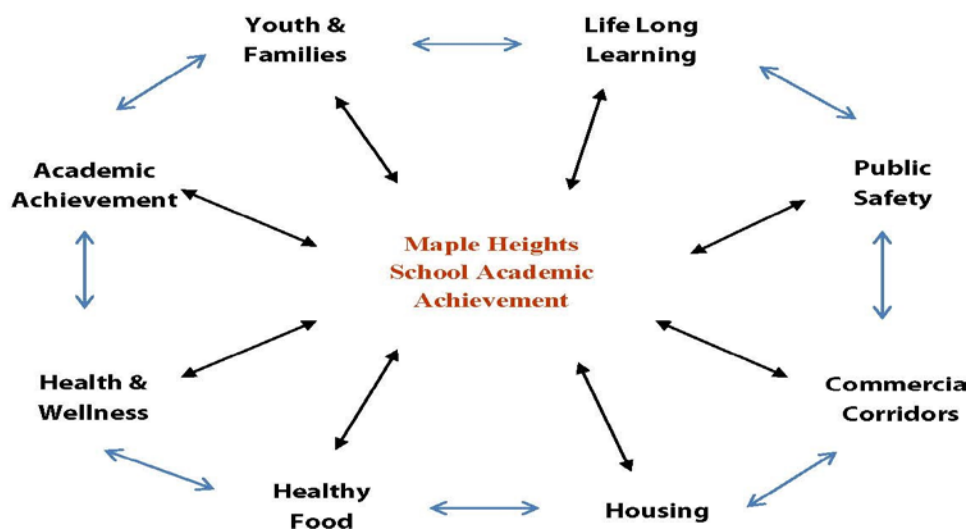 Youth &
Families
Life Long
Learning
Academic
Achievement
Public
Safety
Maple Heights
School Academic
Achievement
Health &
Wellness
Commercia
Corridors
Healthy
Food
Housing